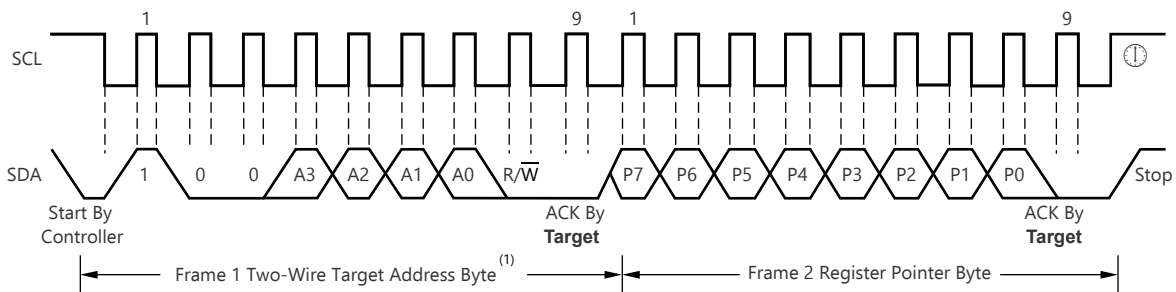 1 9 1 9
SCL
SDA 1 0 0 A3 A2 A1 A0 R/W̅ P7 P6 P5 P4 P3 P2 P1 P0 Stop
Start By ACK By ACK By
Controller Target Target
Frame 1 Two-Wire Target Address Byte (1) Frame 2 Register Pointer Byte